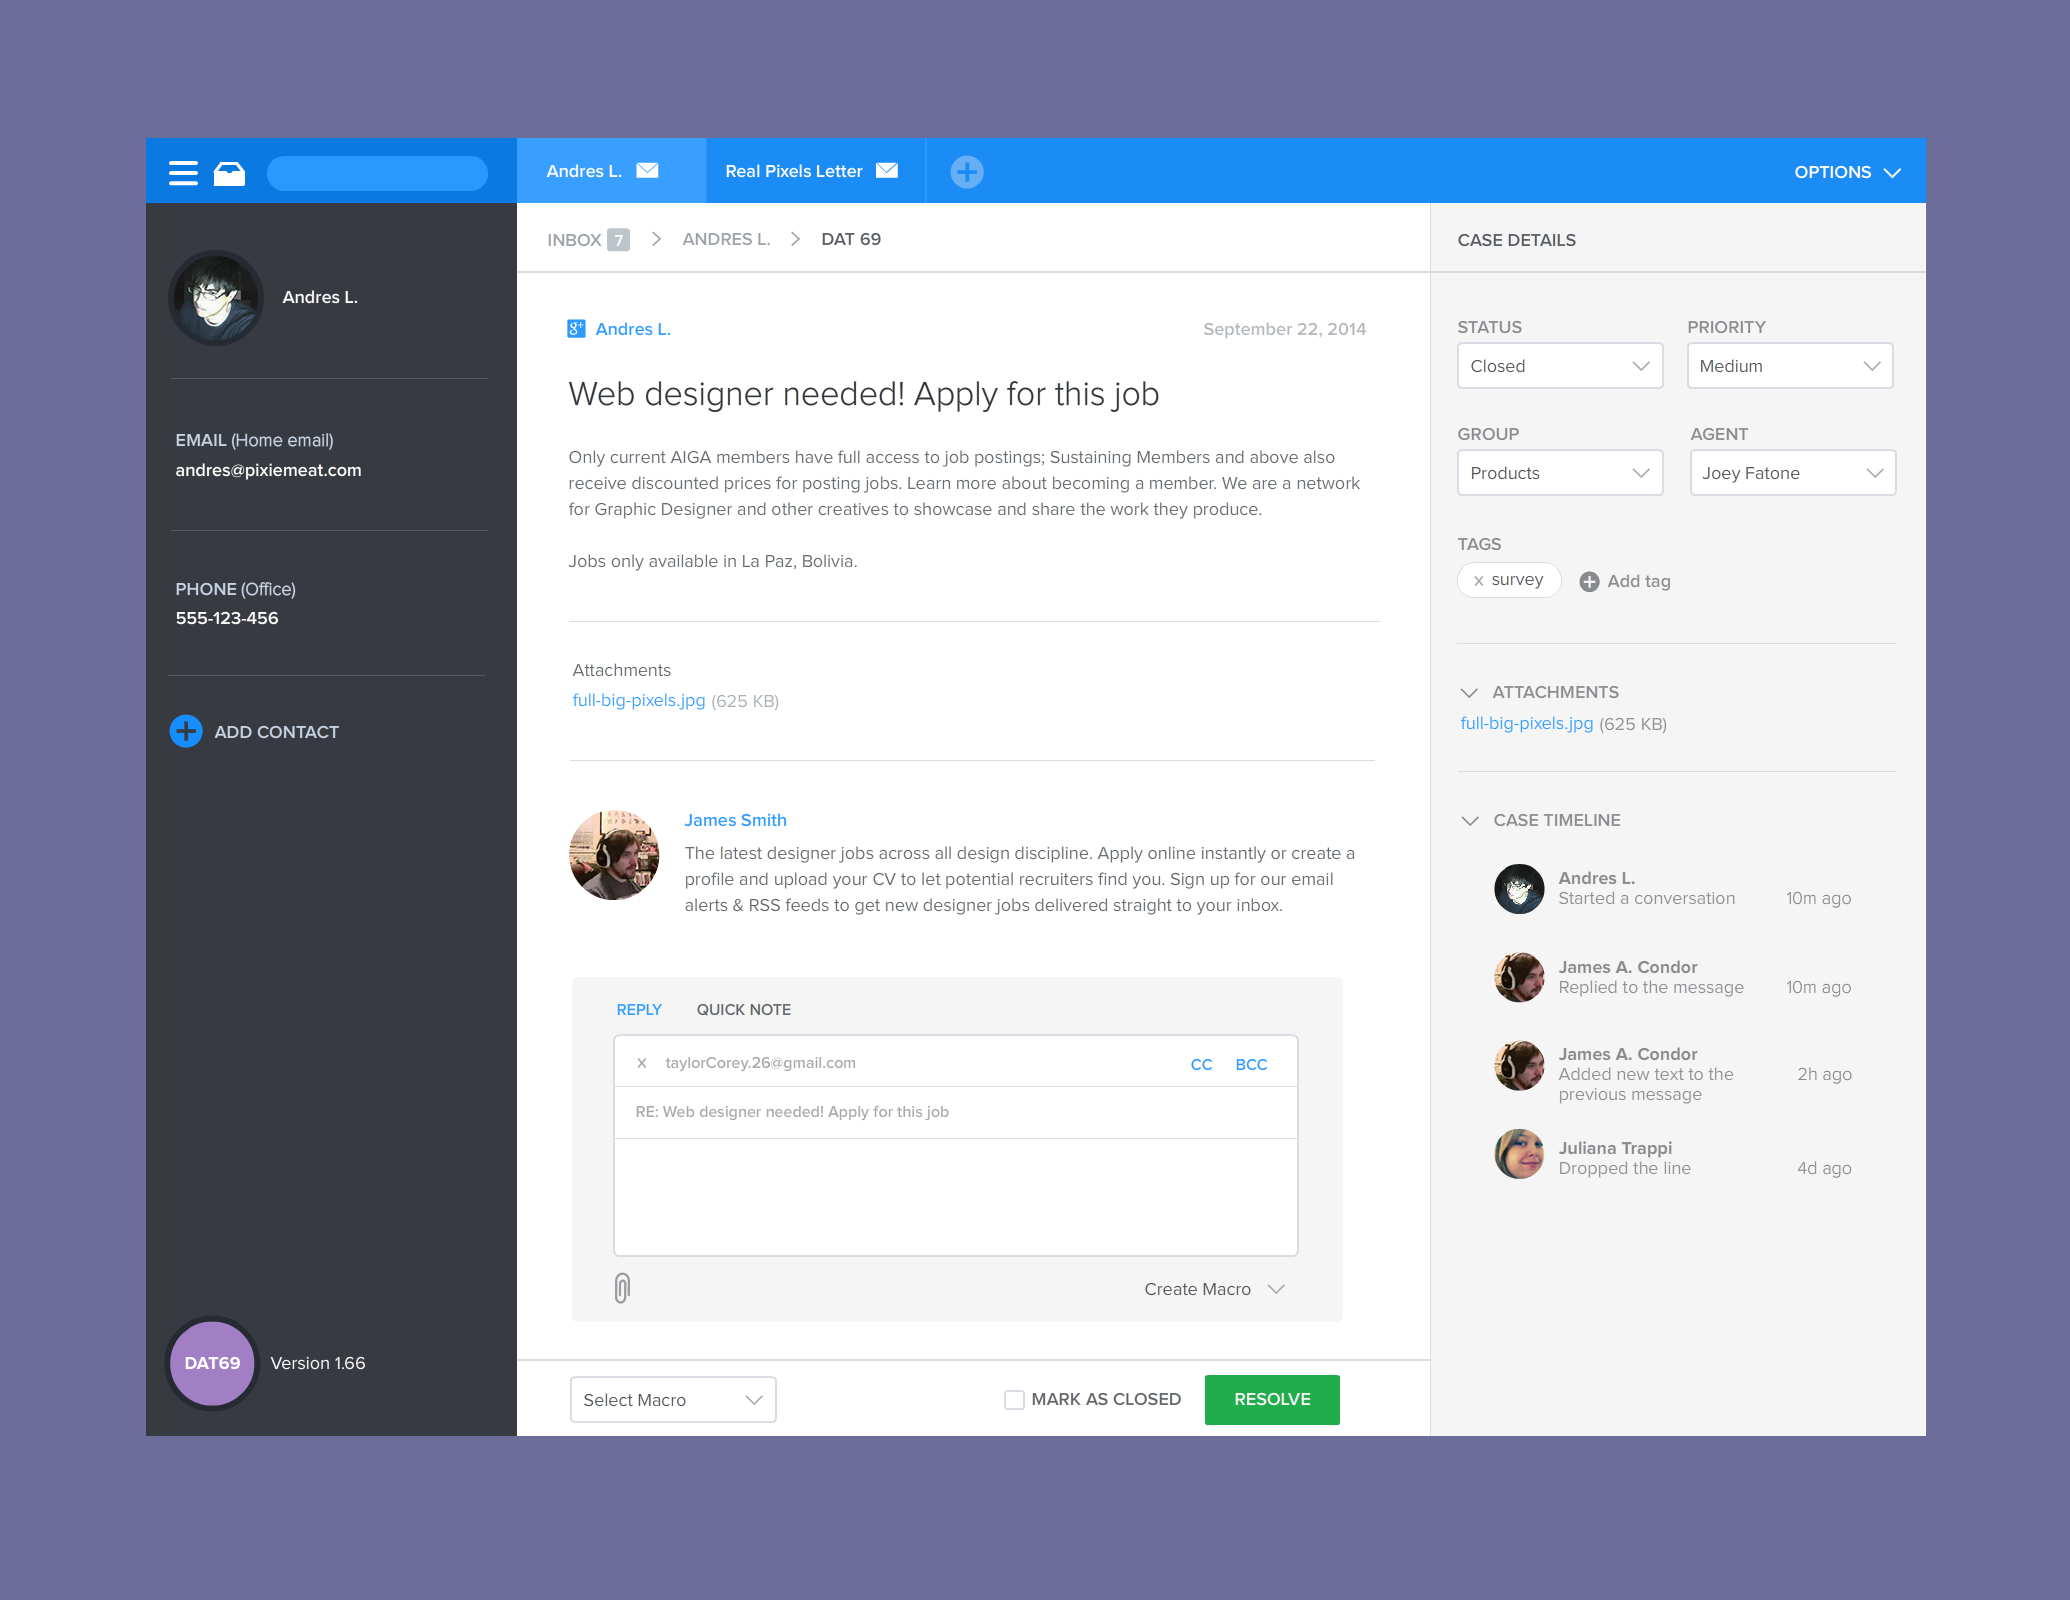 Andres L.
Real Pixels Letter
OPTIONS
Andres L.
EMAIL (Home email)
andres@pixiemeat.com
PHONE (Office)
555-123-456
ADD CONTACT
DAT69
Version 1.66
INBOX 7
ANDRES L.
DAT 69
g+ Andres L.
September 22, 2014
Web designer needed! Apply for this job
Only current AIGA members have full access to job postings; Sustaining Members and above also
receive discounted prices for posting jobs. Learn more about becoming a member. We are a network
for Graphic Designer and other creatives to showcase and share the work they produce.
Jobs only available in La Paz, Bolivia.
Attachments
full-big-pixels.jpg (625 KB)
James Smith
The latest designer jobs across all design discipline. Apply online instantly or create a
profile and upload your CV to let potential recruiters find you. Sign up for our email
alerts & RSS feeds to get new designer jobs delivered straight to your inbox.
REPLY
QUICK NOTE
x taylorCorey.26@gmail.com
CC
BCC
RE: Web designer needed! Apply for this job
Create Macro
Select Macro
MARK AS CLOSED
RESOLVE
CASE DETAILS
STATUS
PRIORITY
Closed
Medium
GROUP
AGENT
Products
Joey Fatone
TAGS
x survey
Add tag
ATTACHMENTS
full-big-pixels.jpg (625 KB)
CASE TIMELINE
Andres L.
Started a conversation
10m ago
James A. Condor
Replied to the message
10m ago
James A. Condor
Added new text to the
previous message
2h ago
Juliana Trappi
Dropped the line
4d ago